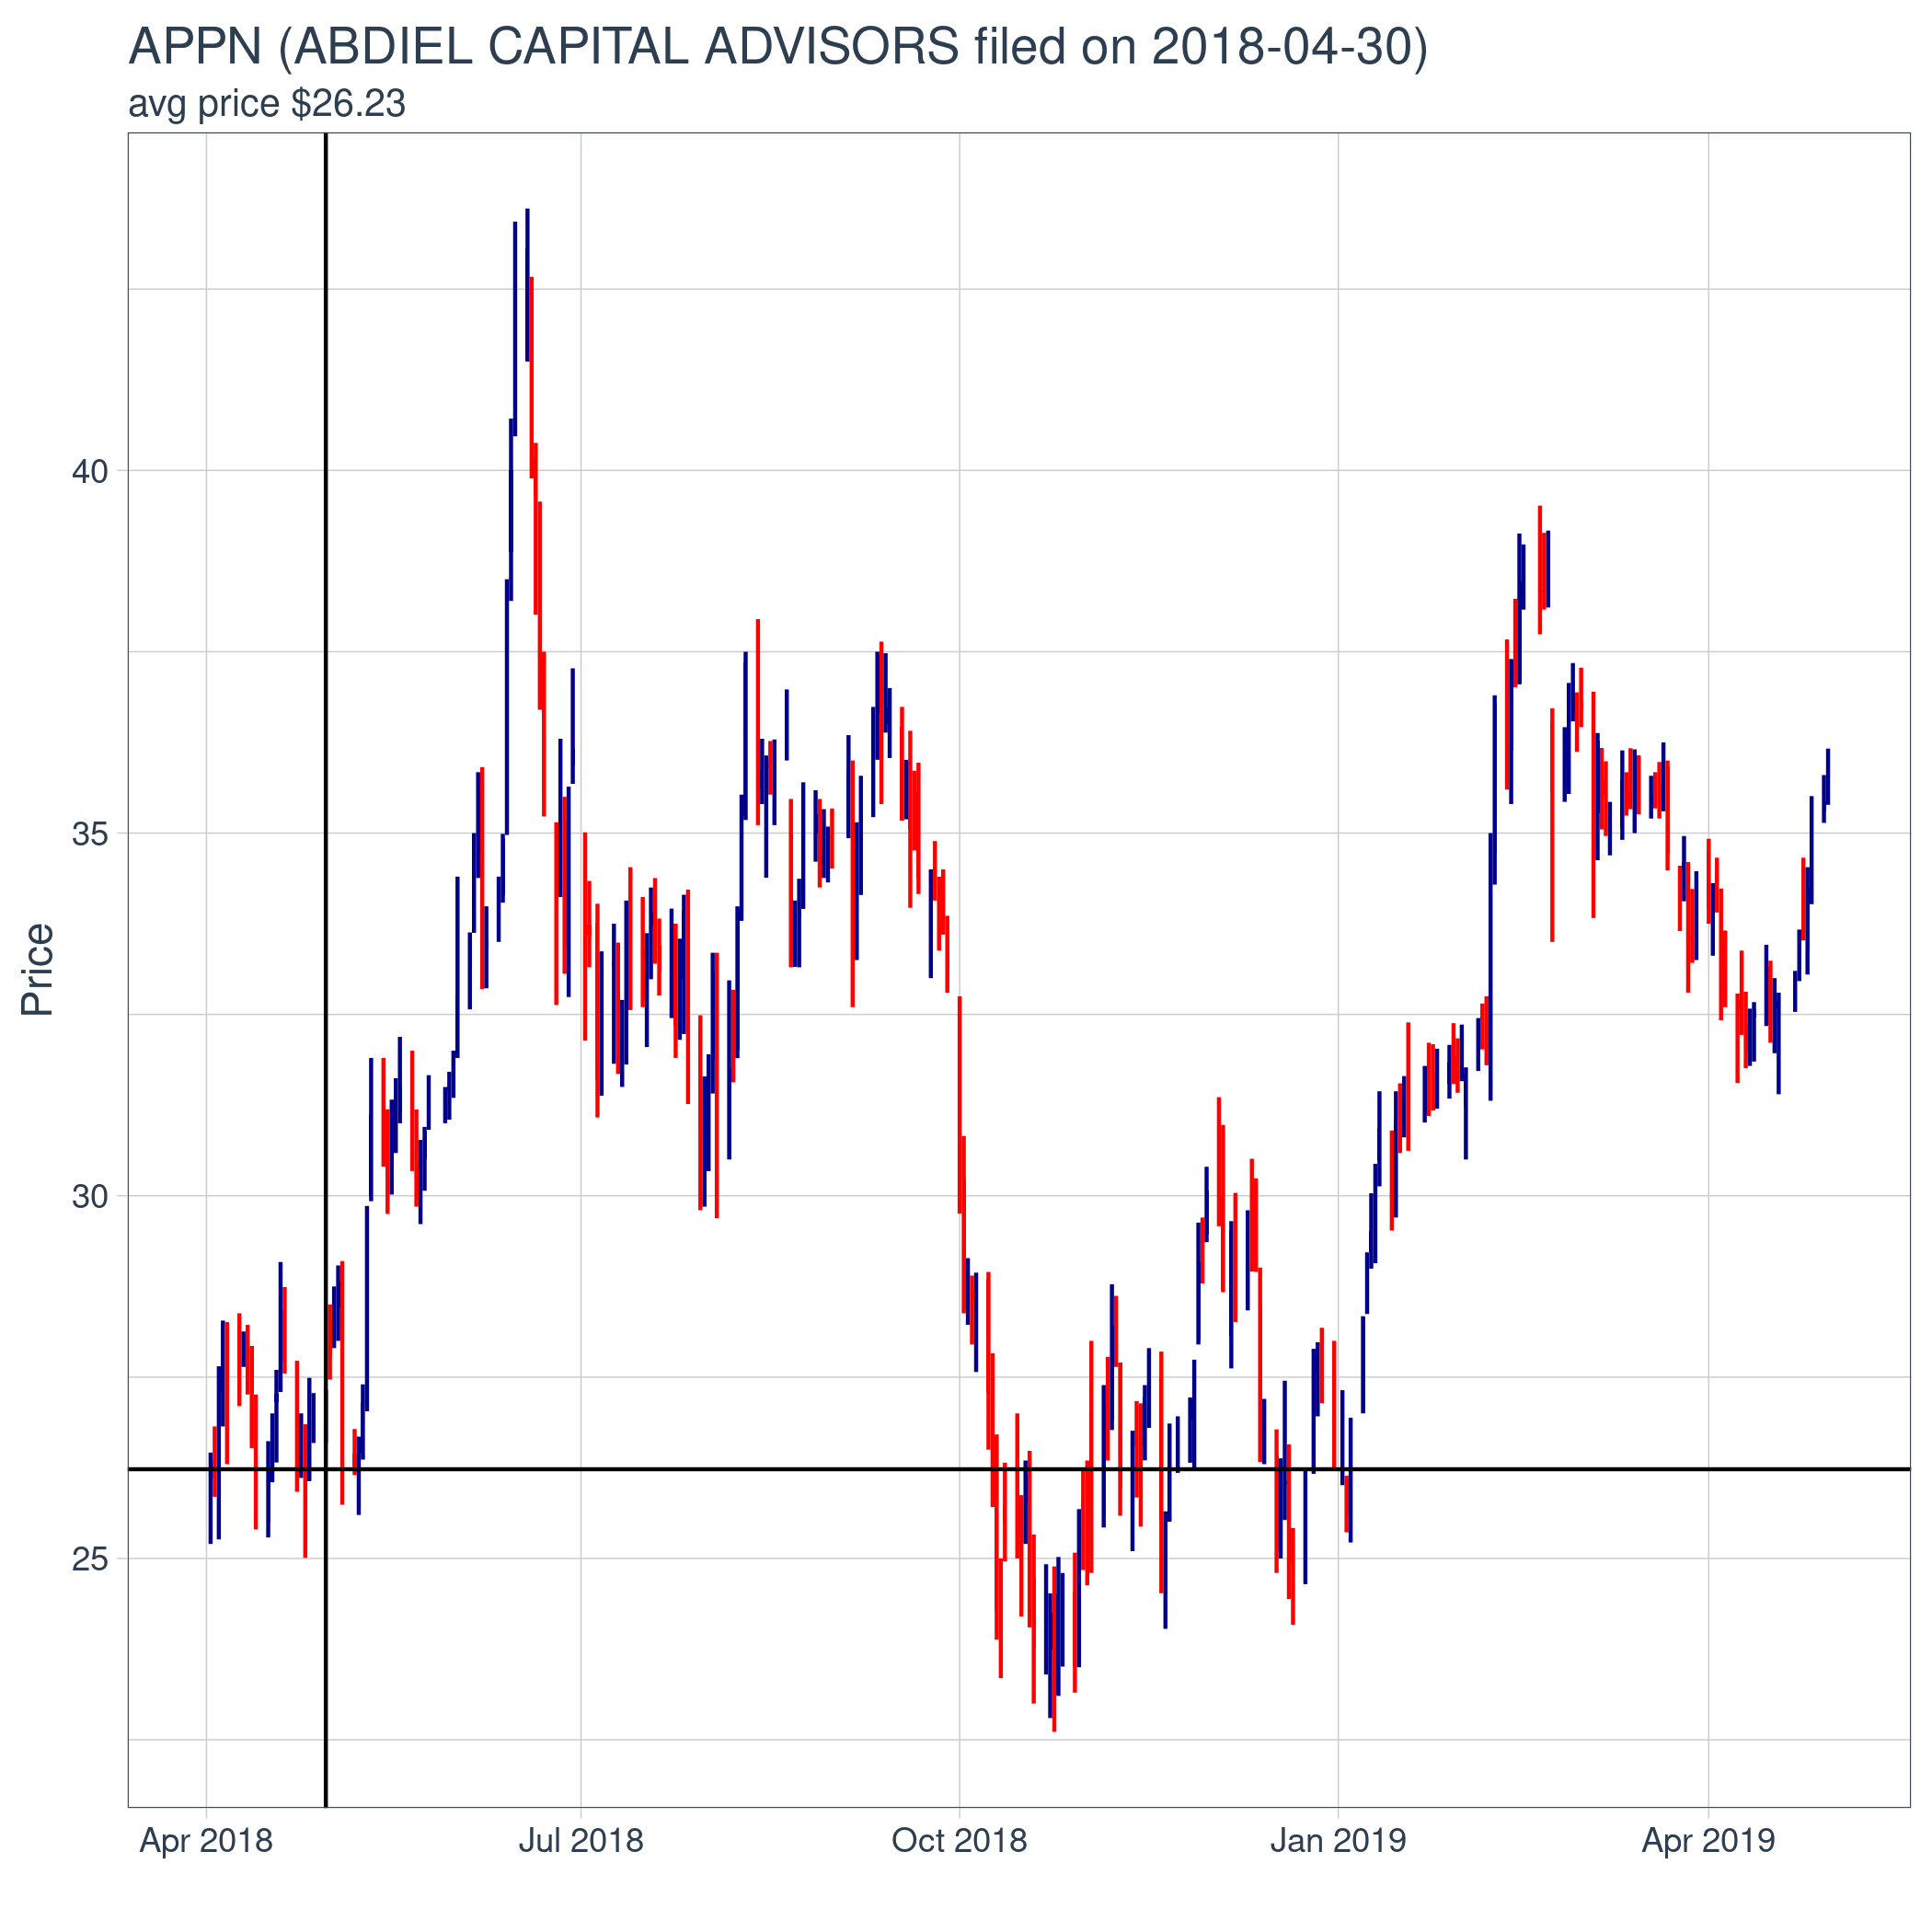 APPN (ABDIEL CAPITAL ADVISORS filed on 2018-04-30)
avg price $26.23
Price
40
35
30
25
Apr 2018
Jul 2018
Oct 2018
Jan 2019
Apr 2019